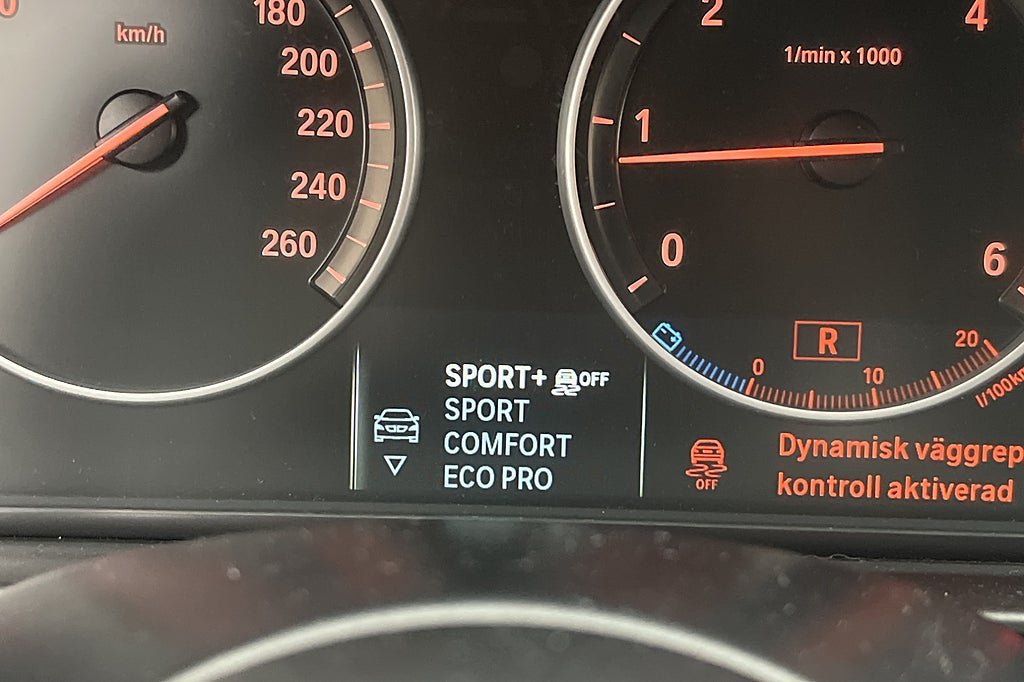 km/h
180
200
220
240
260
2
4
1/min x 1000
1
0
6
R
0
10
20
l/100km
SPORT+ OFF
SPORT
COMFORT
ECO PRO
OFF
Dynamisk väggrep
kontroll aktiverad